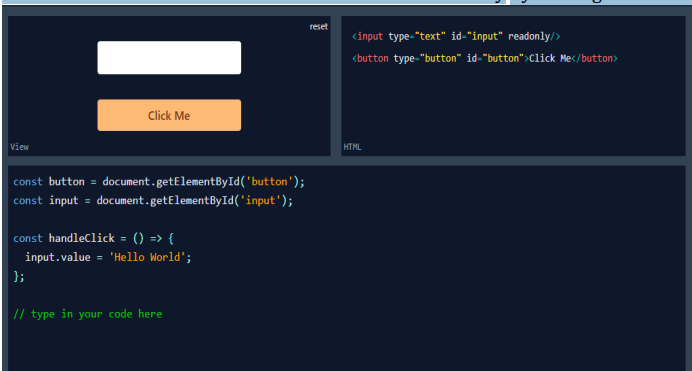 reset
Click Me
View
<input type="text" id="input" readonly/>
<button type="button" id="button">Click Me</button>
HTML
const button = document.getElementById('button');
const input = document.getElementById('input');
const handleClick = () => {
input.value = 'Hello World';
};
// type in your code here